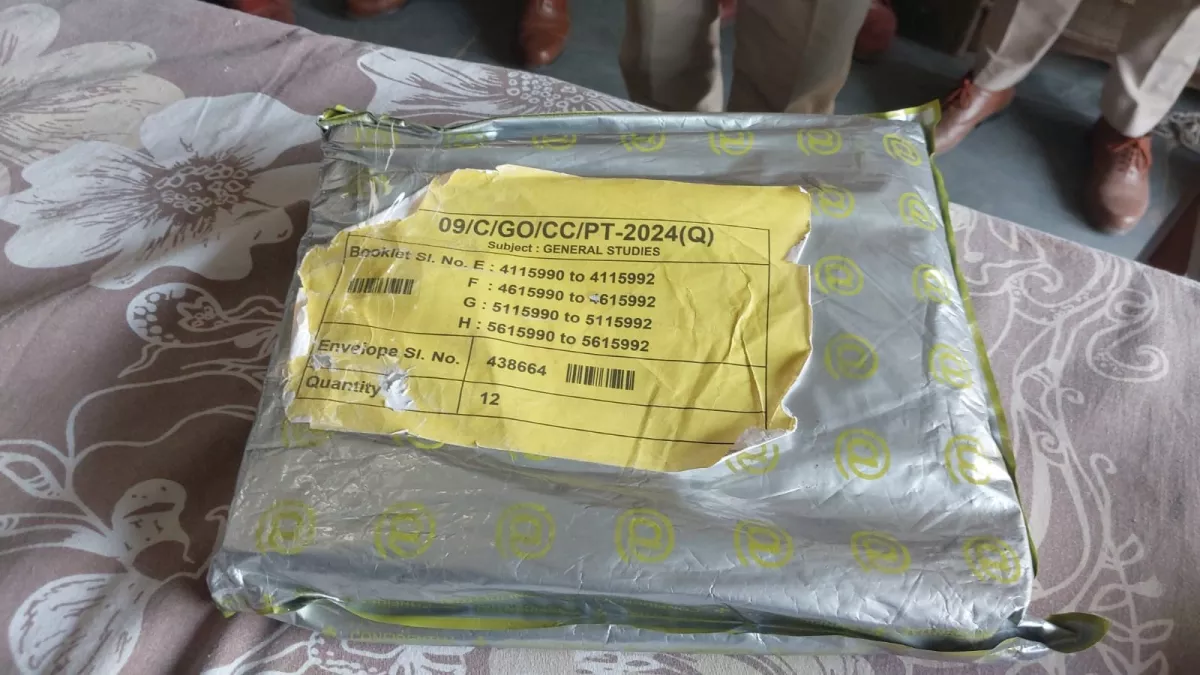 09/C/GO/CC/PT-2024(Q)
Subject : GENERAL STUDIES
Booklet Sl. No. E : 4115990 to 4115992
F : 4615990 to 4615992
G : 5115990 to 5115992
H : 5615990 to 5615992
Envelope Sl. No. 438664
Quantity 12